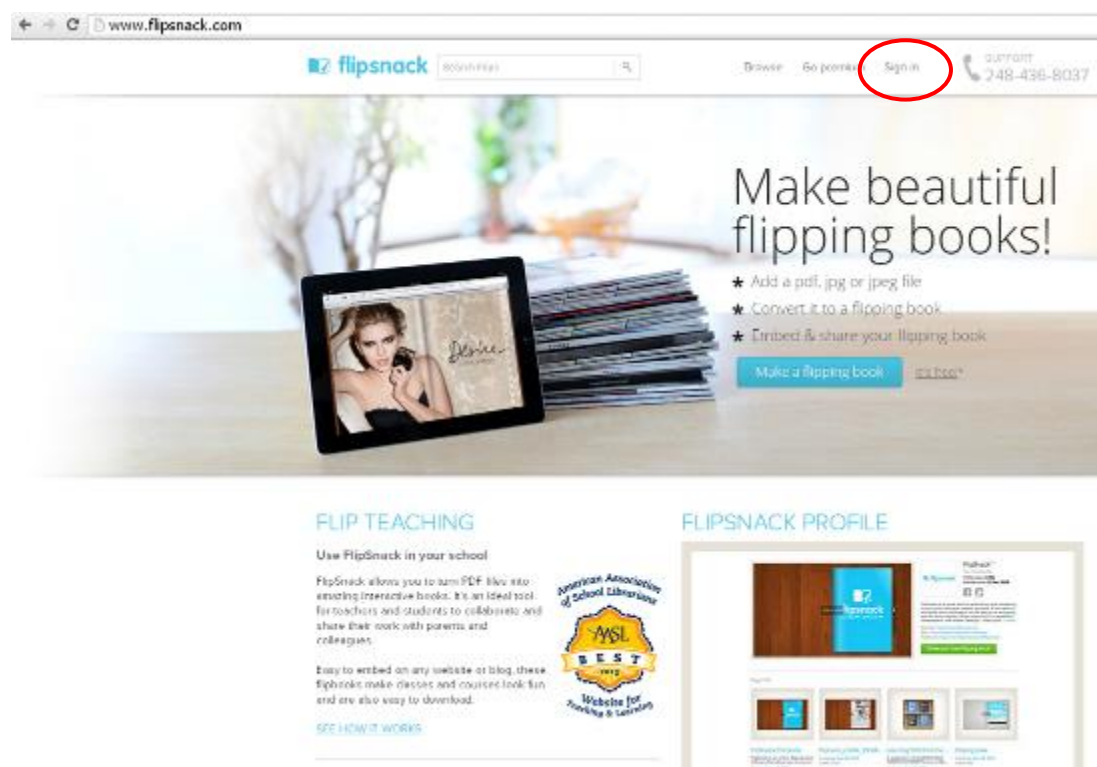 www.flipsnack.com
flipsnack
Browse Go premium Sign in
SUPPORT
248-436-8037
Make beautiful
flipping books!
* Add a pdf, jpg or jpeg file
* Convert it to a flipping book
* Embed & share your flipping book
Make a flipping book It's free*
Desire
FLIP TEACHING
Use FlipSnack in your school
FlipSnack allows you to turn PDF files into
amazing interactive books. It's an ideal tool
for teachers and students to collaborate and
share their work with parents and
colleagues.
Easy to embed on any website or blog, these
flipbooks make classes and courses look fun
and are also easy to download.
SEE HOW IT WORKS
American Association
of School Librarians
AASL
BEST
Website for
Teaching & Learning
FLIPSNACK PROFILE
flipsnack